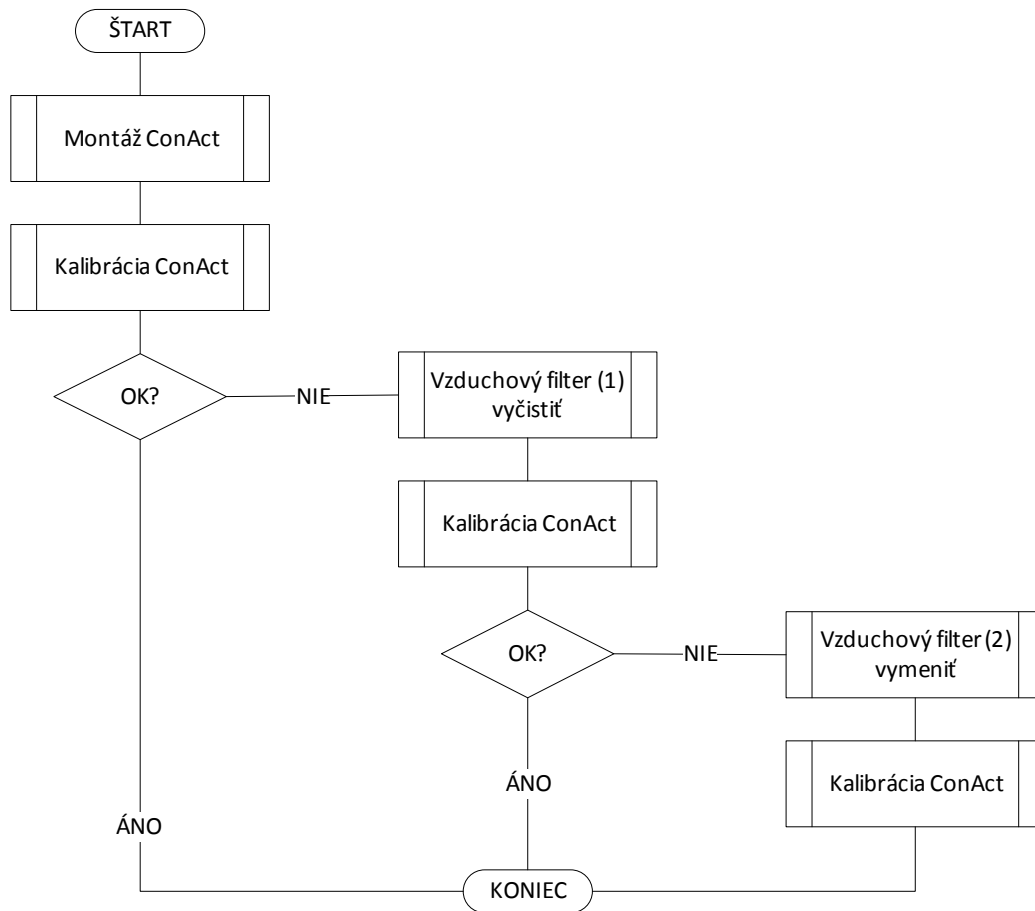 ŠTART
Montáž ConAct
Kalibrácia ConAct
OK?
NIE
Vzduchový filter (1)
vyčistiť
Kalibrácia ConAct
OK?
NIE
Vzduchový filter (2)
vymeniť
Kalibrácia ConAct
ÁNO
ÁNO
KONIEC